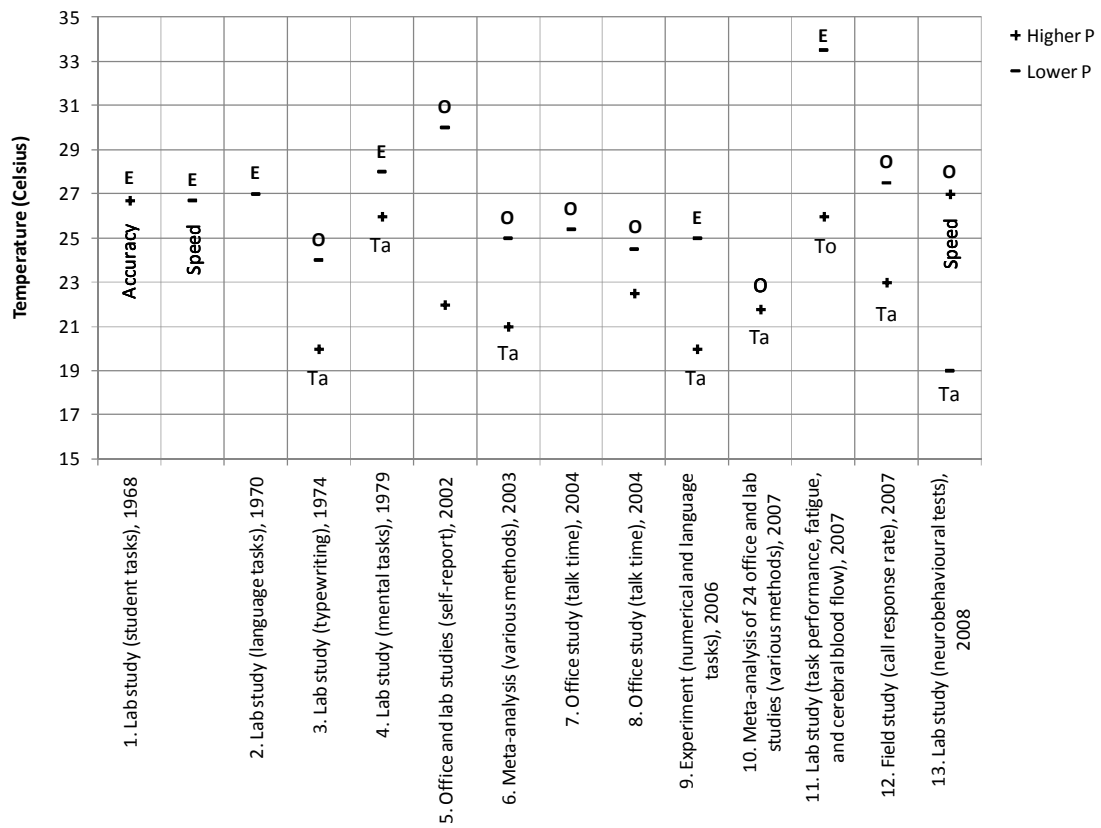 35
33
31
29
27
25
23
21
19
17
15
Temperature (Celsius)
E
Accuracy
E
Speed
E
O
Ta
E
Ta
O
O
Ta
O
O
E
Ta
O
Ta
E
To
O
Ta
O
Speed
Ta
+ Higher P
– Lower P
1. Lab study (student tasks), 1968
2. Lab study (language tasks), 1970
3. Lab study (typewriting), 1974
4. Lab study (mental tasks), 1979
5. Office and lab studies (self-report), 2002
6. Meta-analysis (various methods), 2003
7. Office study (talk time), 2004
8. Office study (talk time), 2004
9. Experiment (numerical and language
tasks), 2006
10. Meta-analysis of 24 office and lab
studies (various methods), 2007
11. Lab study (task performance, fatigue,
and cerebral blood flow), 2007
12. Field study (call response rate), 2007
13. Lab study (neurobehavioural tests),
2008